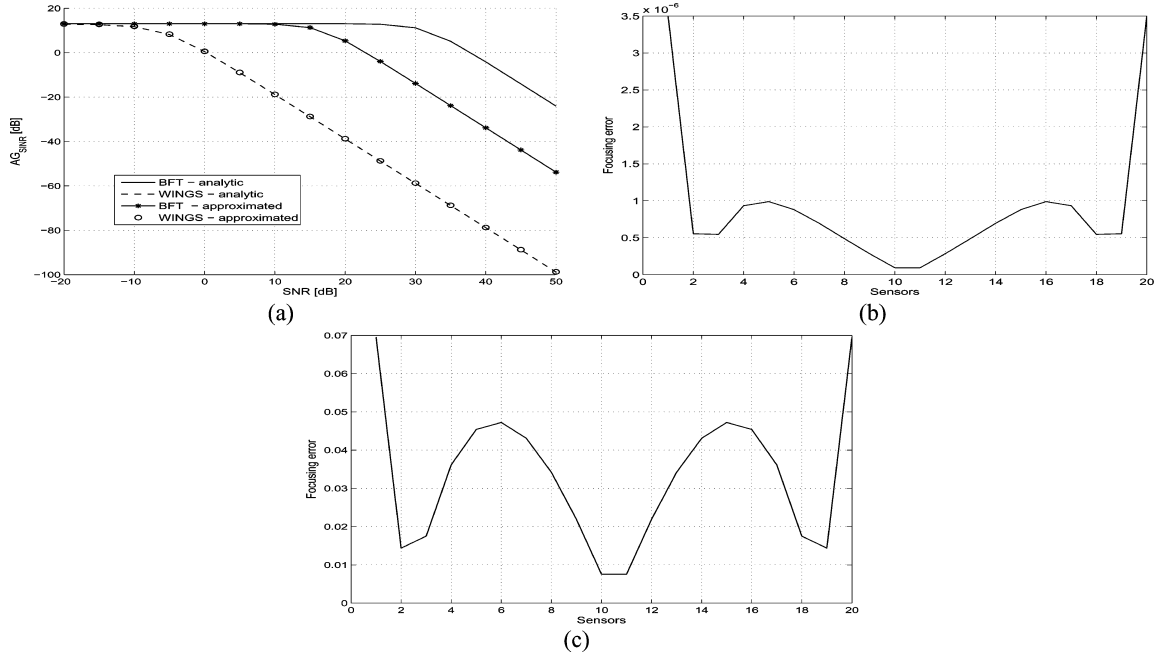 20
0
−20
−40
−60
−80
−100
AG_SINR [dB]
BFT − analytic
WINGS − analytic
BFT − approximated
WINGS − approximated
−20 −10 0 10 20 30 40 50
SNR [dB]
(a)
x 10⁻⁶
3.5
3
2.5
2
1.5
1
0.5
0
Focusing error
0 2 4 6 8 10 12 14 16 18 20
Sensors
(b)
0.07
0.06
0.05
0.04
0.03
0.02
0.01
0
Focusing error
0 2 4 6 8 10 12 14 16 18 20
Sensors
(c)